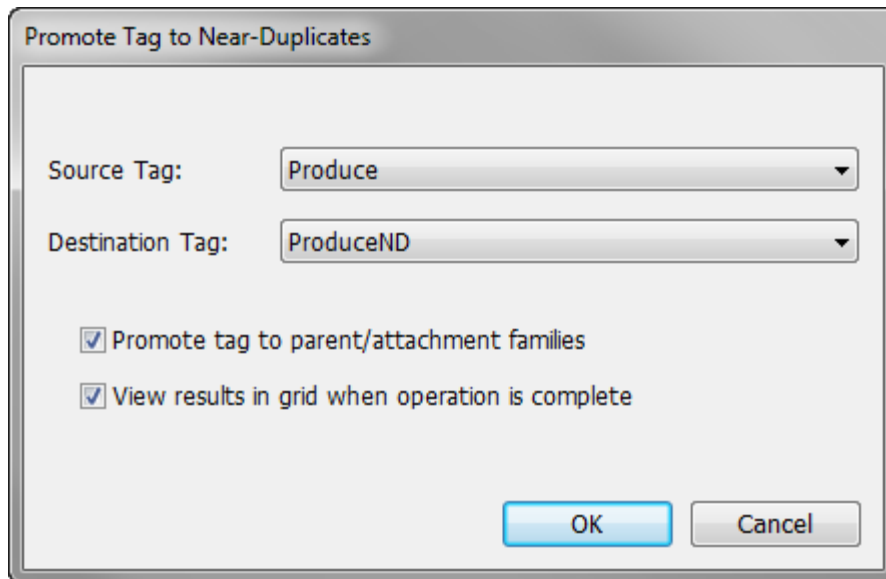 Promote Tag to Near-Duplicates
Source Tag: Produce
Destination Tag: ProduceND
Promote tag to parent/attachment families
View results in grid when operation is complete
OK Cancel